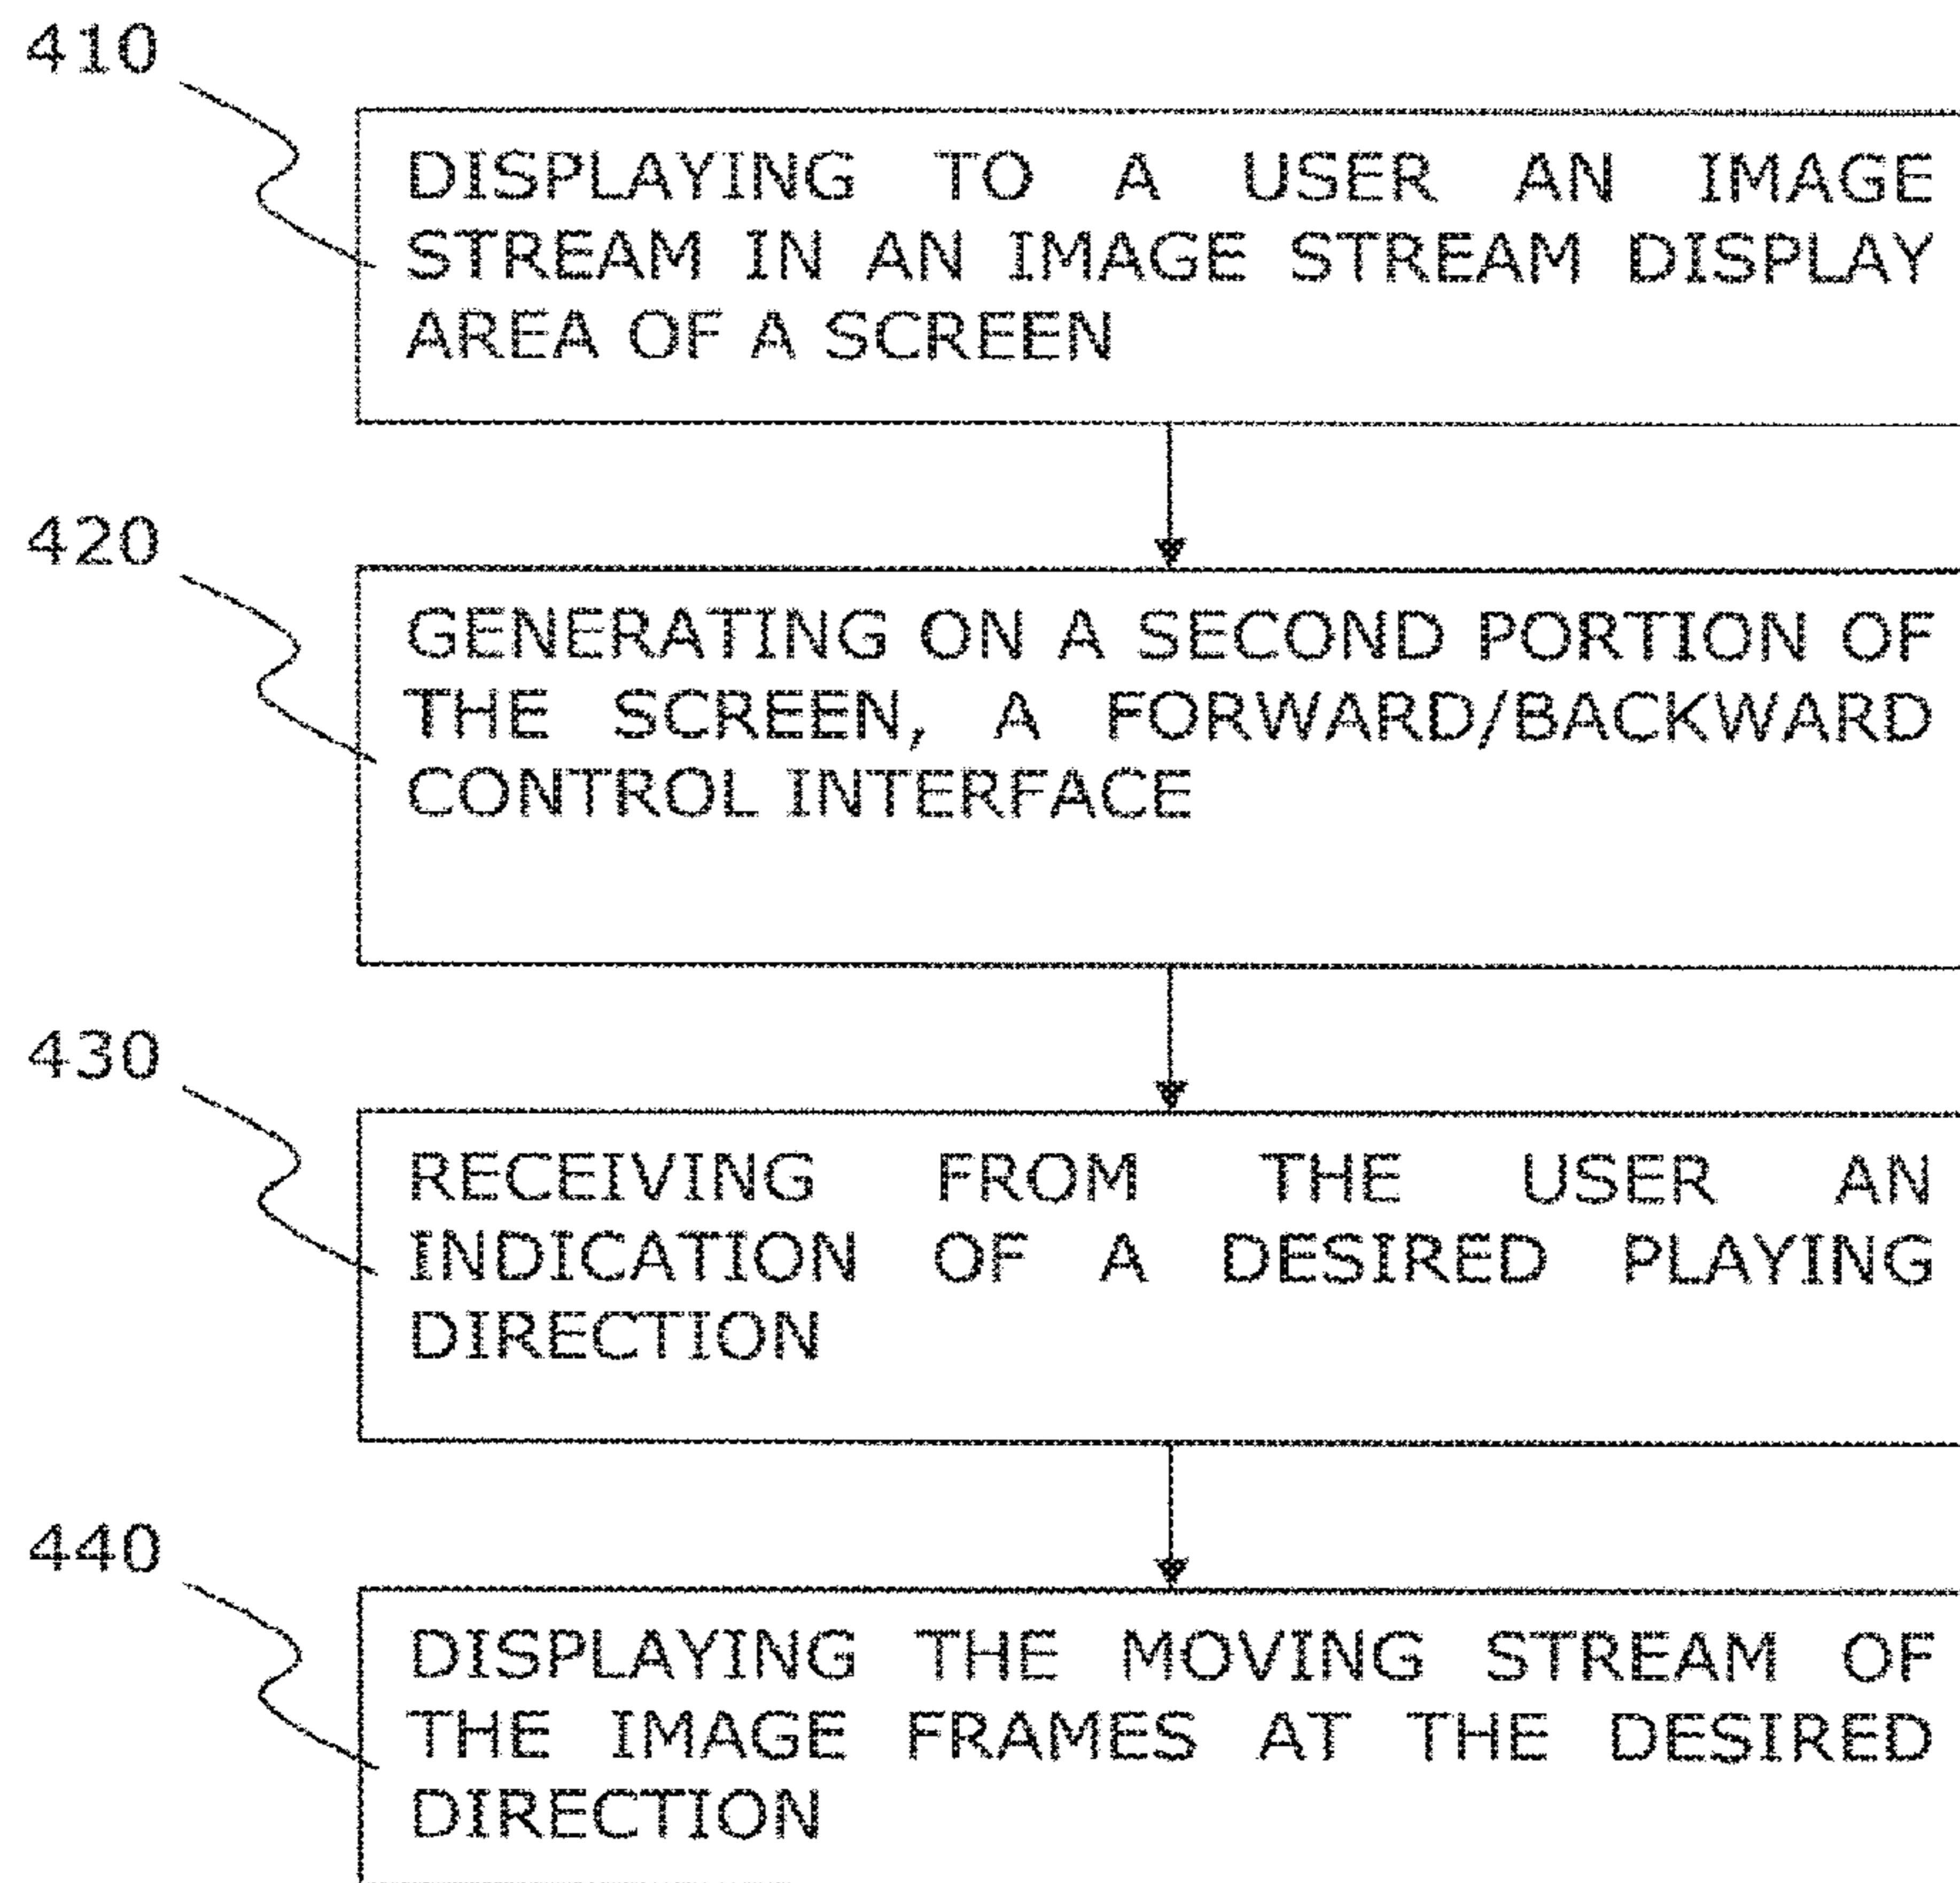 410
DISPLAYING TO A USER AN IMAGE
STREAM IN AN IMAGE STREAM DISPLAY
AREA OF A SCREEN
420
GENERATING ON A SECOND PORTION OF
THE SCREEN, A FORWARD/BACKWARD
CONTROL INTERFACE
430
RECEIVING FROM THE USER AN
INDICATION OF A DESIRED PLAYING
DIRECTION
440
DISPLAYING THE MOVING STREAM OF
THE IMAGE FRAMES AT THE DESIRED
DIRECTION